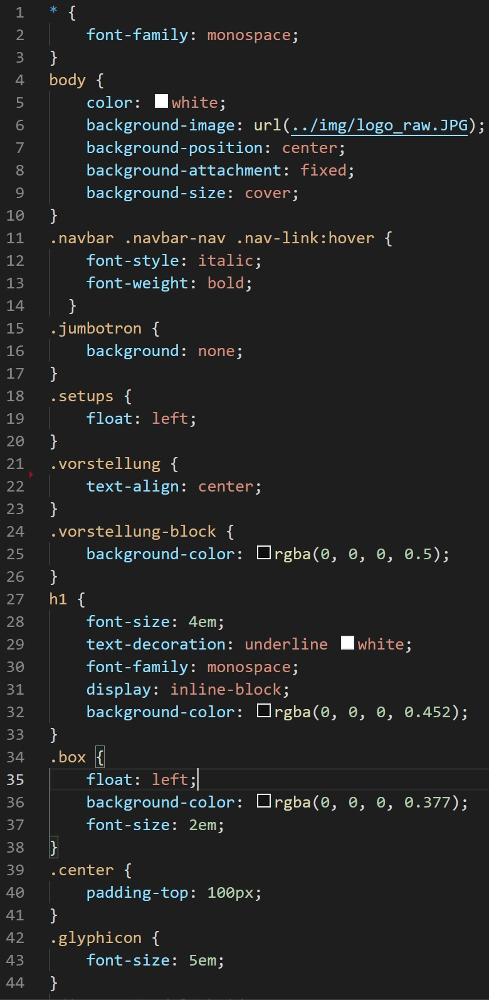 1 * {
2     font-family: monospace;
3 }
4 body {
5     color: white;
6     background-image: url(../img/logo_raw.JPG);
7     background-position: center;
8     background-attachment: fixed;
9     background-size: cover;
10 }
11 .navbar .navbar-nav .nav-link:hover {
12     font-style: italic;
13     font-weight: bold;
14   }
15 .jumbotron {
16     background: none;
17 }
18 .setups {
19     float: left;
20 }
21 .vorstellung {
22     text-align: center;
23 }
24 .vorstellung-block {
25     background-color: rgba(0, 0, 0, 0.5);
26 }
27 h1 {
28     font-size: 4em;
29     text-decoration: underline white;
30     font-family: monospace;
31     display: inline-block;
32     background-color: rgba(0, 0, 0, 0.452);
33 }
34 .box {
35     float: left;
36     background-color: rgba(0, 0, 0, 0.377);
37     font-size: 2em;
38 }
39 .center {
40     padding-top: 100px;
41 }
42 .glyphicon {
43     font-size: 5em;
44 }